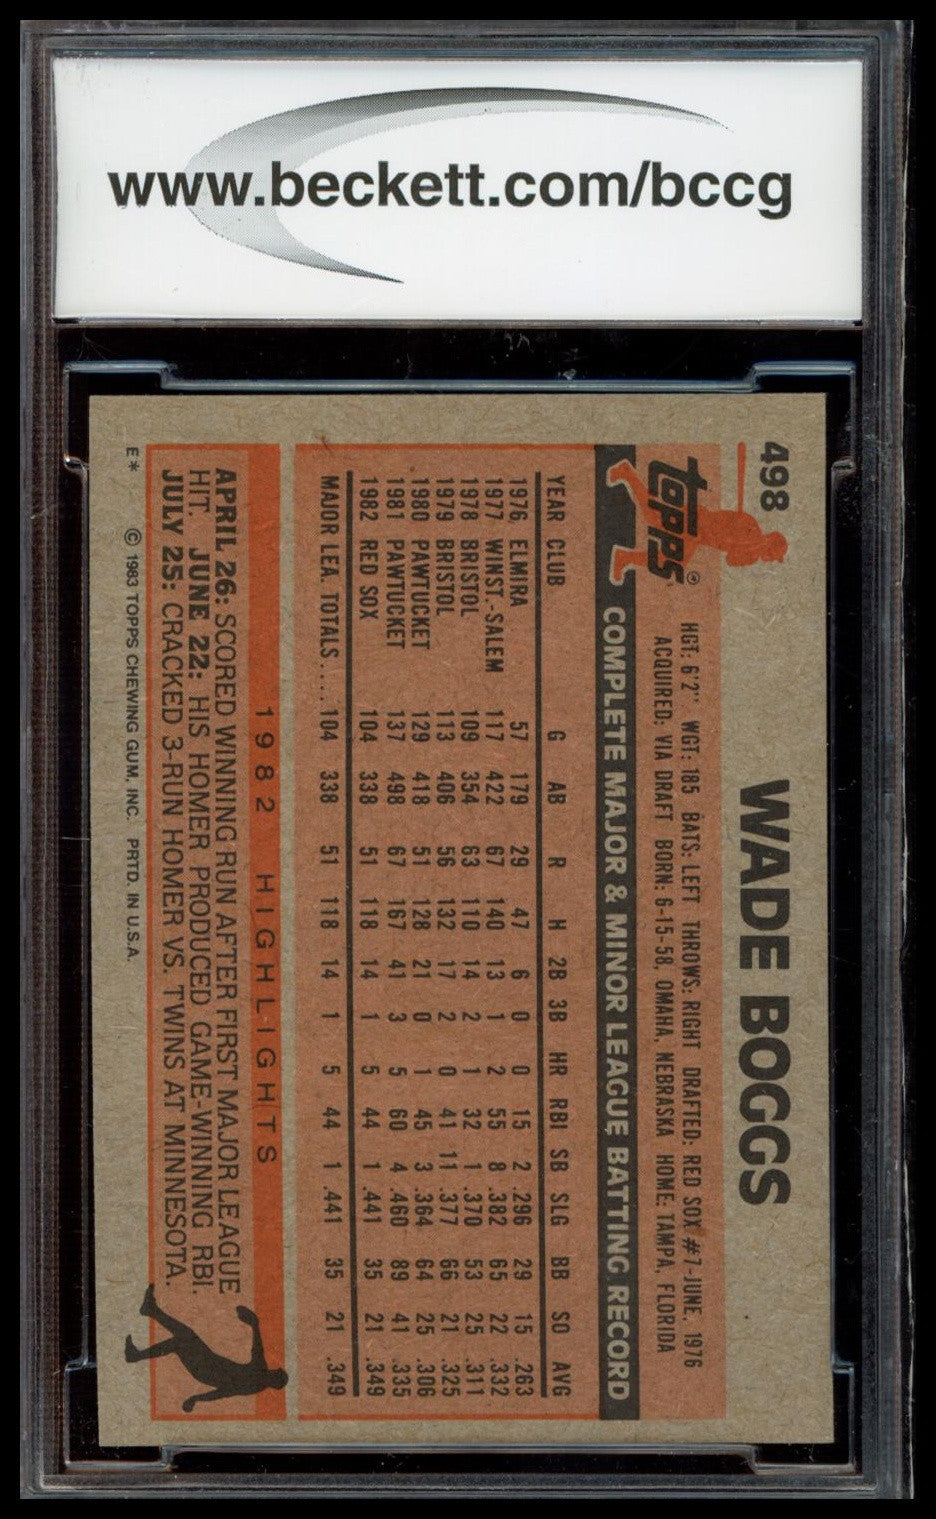 www.beckett.com/bccg
498
WADE BOGGS
TOPPS®
HGT: 6'2" WGT: 185 BATS: LEFT THROWS: RIGHT DRAFTED: RED SOX #7-JUNE, 1976
ACQUIRED: VIA DRAFT BORN: 6-15-58, OMAHA, NEBRASKA HOME: TAMPA, FLORIDA
COMPLETE MAJOR & MINOR LEAGUE BATTING RECORD
YEAR CLUB G AB R H 2B 3B HR RBI SB SLG BB SO AVG
1976 ELMIRA 57 179 29 47 6 0 0 15 2 .296 29 15 .263
1977 WINST.-SALEM 117 422 67 140 13 1 2 55 8 .382 65 22 .332
1978 BRISTOL 109 354 63 110 14 2 1 32 1 .370 53 25 .311
1979 BRISTOL 113 406 56 132 17 2 0 41 11 .377 66 21 .325
1980 PAWTUCKET 129 418 51 128 21 0 1 45 3 .364 64 25 .306
1981 PAWTUCKET 137 498 67 167 41 3 5 60 4 .460 89 41 .335
1982 RED SOX 104 338 51 118 14 1 5 44 1 .441 35 21 .349
MAJOR LEA. TOTALS.... 104 338 51 118 14 1 5 44 1 .441 35 21 .349
1982 HIGHLIGHTS
APRIL 26: SCORED WINNING RUN AFTER FIRST MAJOR LEAGUE
HIT. JUNE 22: HIS HOMER PRODUCED GAME-WINNING RBI.
JULY 25: CRACKED 3-RUN HOMER VS. TWINS AT MINNESOTA.
E* © 1983 TOPPS CHEWING GUM, INC. PRTD. IN U.S.A.